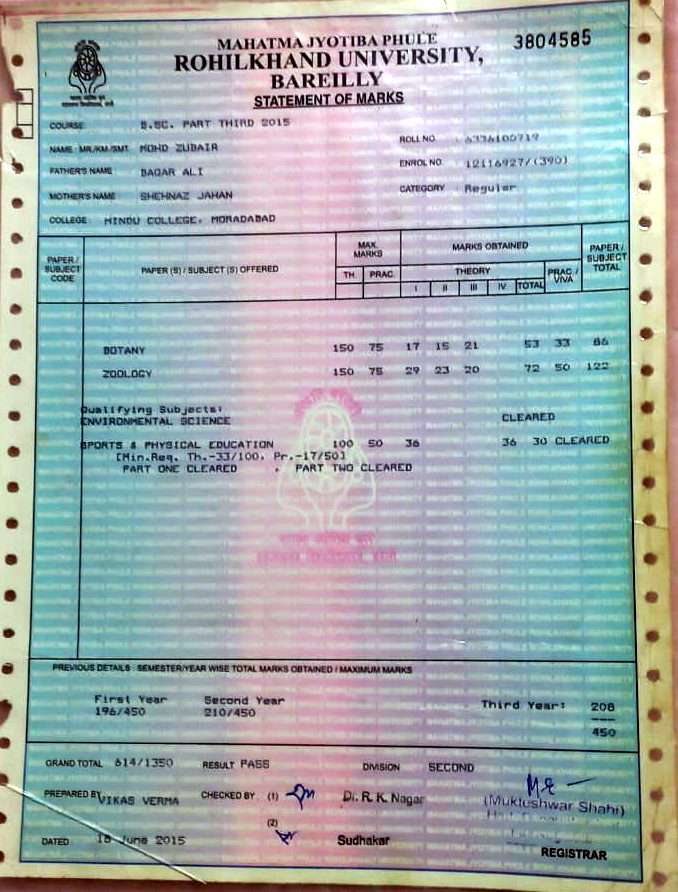 3804585
MAHATMA JYOTIBA PHULE
ROHILKHAND UNIVERSITY,
BAREILLY
STATEMENT OF MARKS
COURSE B.SC. PART THIRD 2015
ROLL NO. 6336100719
NAME - MR./KM./SMT. MOHD ZUBAIR
ENROL NO. 12116927/(390)
FATHER'S NAME BAQAR ALI
CATEGORY Regular
MOTHER'S NAME SHEHNAZ JAHAN
COLLEGE HINDU COLLEGE, MORADABAD
PAPER / SUBJECT CODE PAPER (S) / SUBJECT (S) OFFERED MAX. MARKS MARKS OBTAINED PAPER / SUBJECT TOTAL
TH. PRAC. THEORY PRAC / VIVA
I II III IV TOTAL
BOTANY 150 75 17 15 21 53 33 86
ZOOLOGY 150 75 29 23 20 72 50 122
Qualifying Subjects:
ENVIRONMENTAL SCIENCE CLEARED
SPORTS & PHYSICAL EDUCATION 100 50 36 36 30 CLEARED
[Min.Req. Th.-33/100, Pr.-17/50]
PART ONE CLEARED , PART TWO CLEARED
PREVIOUS DETAILS : SEMESTER/YEAR WISE TOTAL MARKS OBTAINED / MAXIMUM MARKS
First Year Second Year Third Year: 208
196/450 210/450 ---
450
GRAND TOTAL 614/1350 RESULT PASS DIVISION SECOND
PREPARED BY VIKAS VERMA CHECKED BY (1) Dr. R. K. Nagar
(Mukteshwar Shahi)
(2)
DATED 18 June 2015 Sudhakar
REGISTRAR